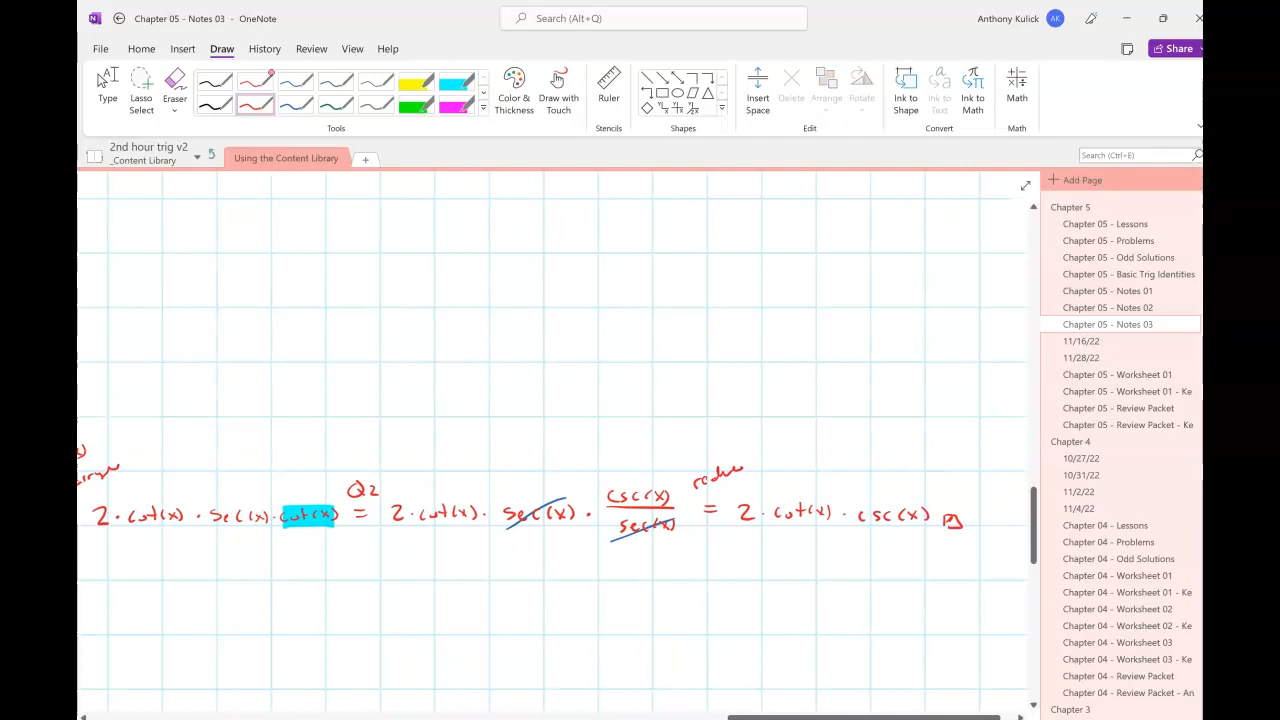 Chapter 05 - Notes 03 - OneNote
Search (Alt+Q)
Anthony Kulick
AK
File Home Insert Draw History Review View Help
Share
Type
Lasso Select
Eraser
Color & Thickness
Draw with Touch
Ruler
Insert Space
Delete
Arrange
Rotate
Ink to Shape
Ink to Text
Ink to Math
Math
Tools
Stencils
Shapes
Edit
Convert
Math
2nd hour trig v2
_Content Library
Using the Content Library
Search (Ctrl+E)
Add Page
Chapter 5
Chapter 05 - Lessons
Chapter 05 - Problems
Chapter 05 - Odd Solutions
Chapter 05 - Basic Trig Identities
Chapter 05 - Notes 01
Chapter 05 - Notes 02
Chapter 05 - Notes 03
11/16/22
11/28/22
Chapter 05 - Worksheet 01
Chapter 05 - Worksheet 01 - Ke
Chapter 05 - Review Packet
Chapter 05 - Review Packet - Ke
Chapter 4
10/27/22
10/31/22
11/2/22
11/4/22
Chapter 04 - Lessons
Chapter 04 - Problems
Chapter 04 - Odd Solutions
Chapter 04 - Worksheet 01
Chapter 04 - Worksheet 01 - Ke
Chapter 04 - Worksheet 02
Chapter 04 - Worksheet 02 - Ke
Chapter 04 - Worksheet 03
Chapter 04 - Worksheet 03 - Ke
Chapter 04 - Review Packet
Chapter 04 - Review Packet - An
Chapter 3
Q2
reduce
2 · cot(x) · sec(x) · cot(x) = 2 · cot(x) · sec(x) · csc(x)/sec(x) = 2 · cot(x) · csc(x)